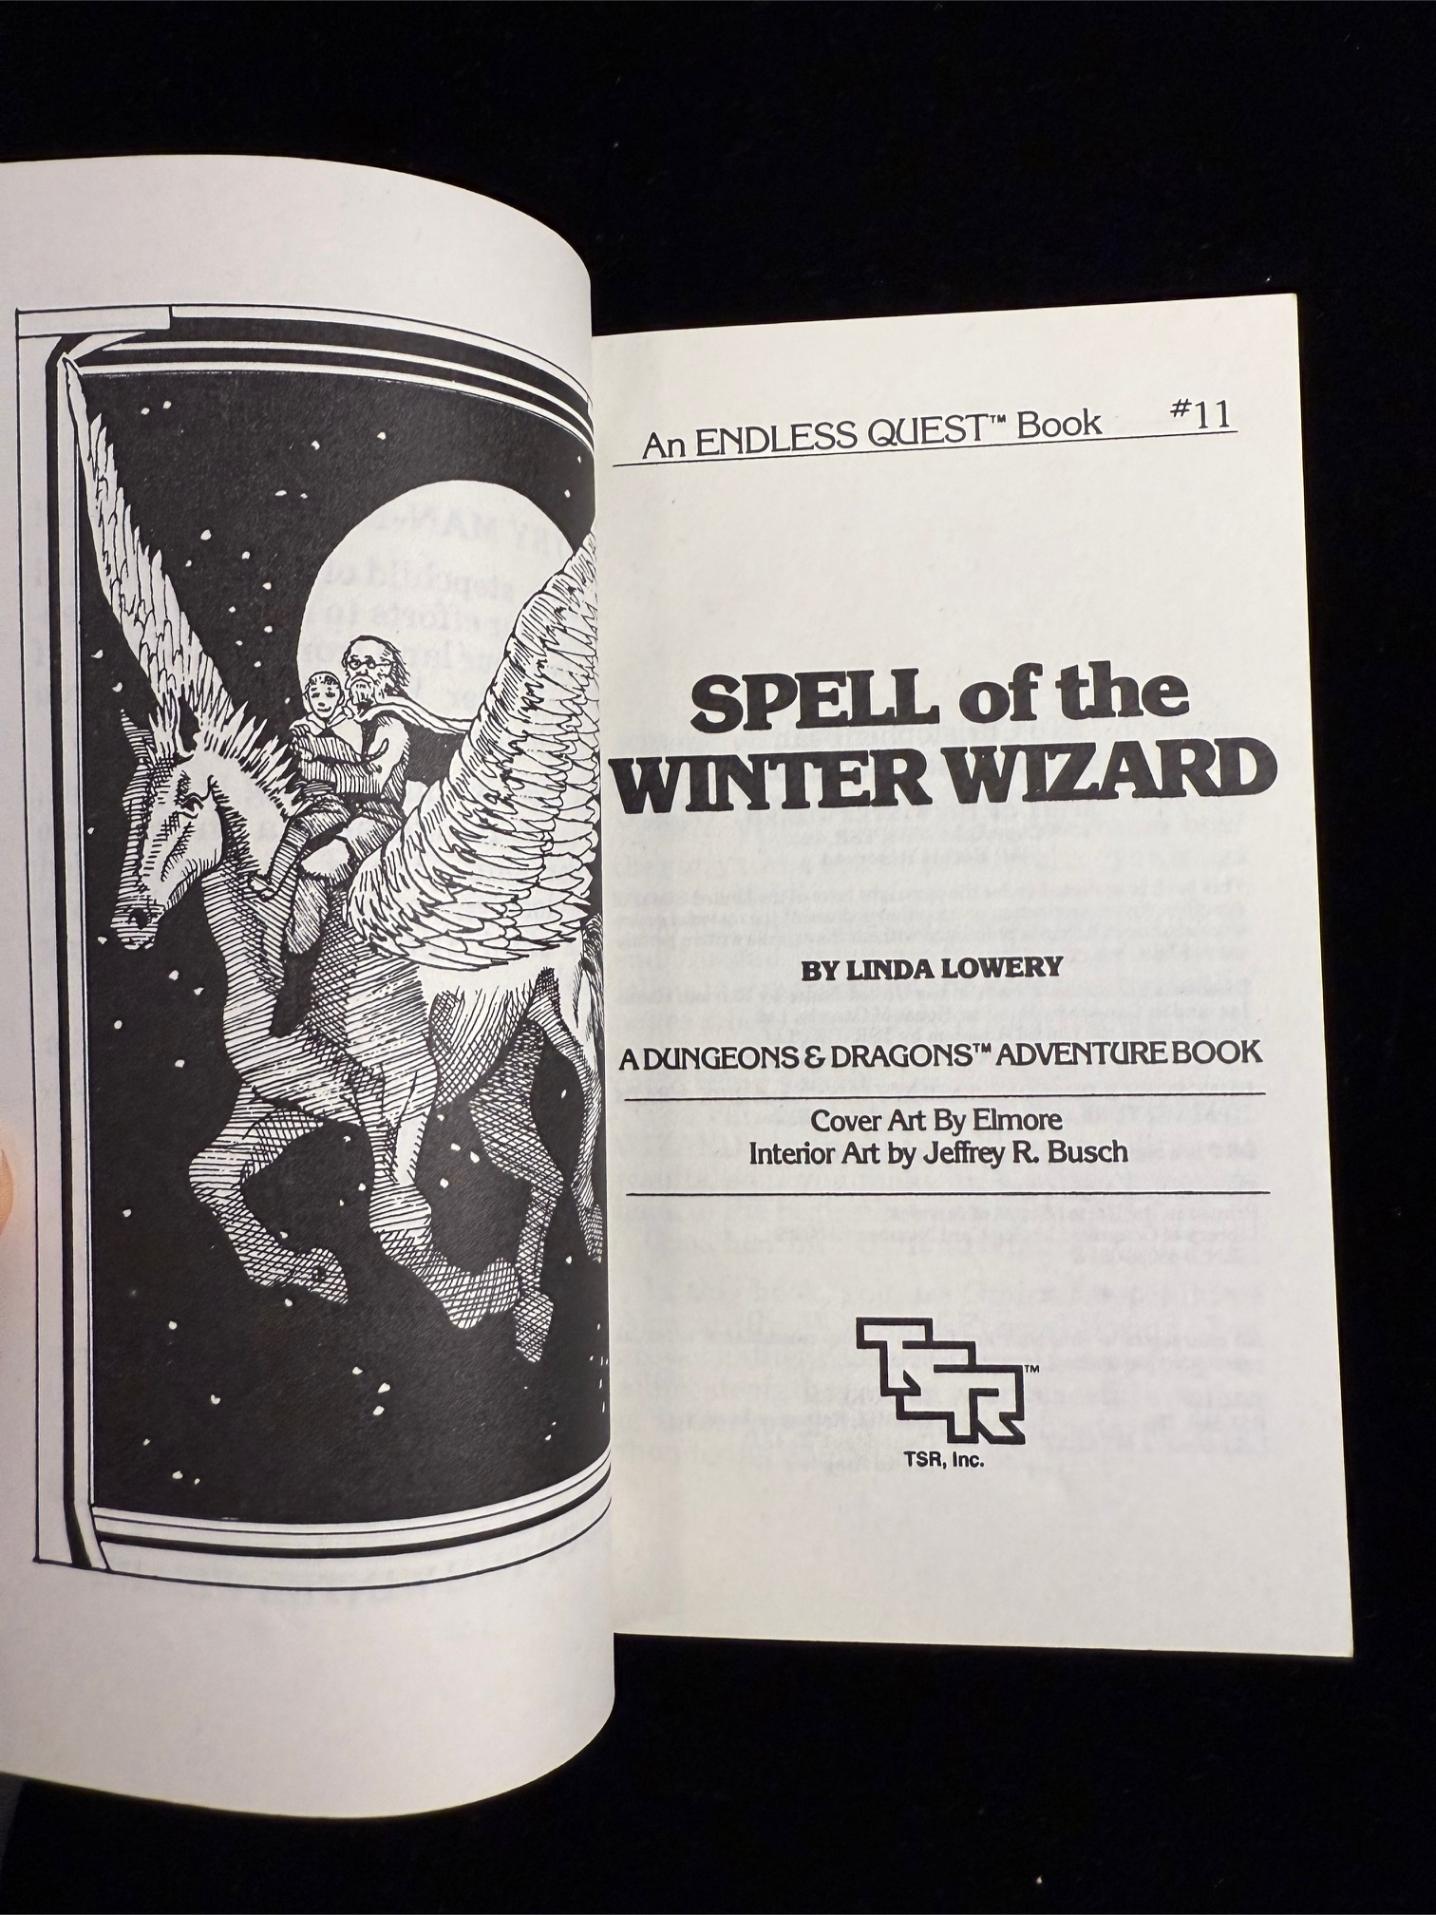 An ENDLESS QUEST™ Book #11
SPELL of the
WINTER WIZARD
BY LINDA LOWERY
A DUNGEONS & DRAGONS™ ADVENTURE BOOK
Cover Art By Elmore
Interior Art by Jeffrey R. Busch
TSR™
TSR, Inc.